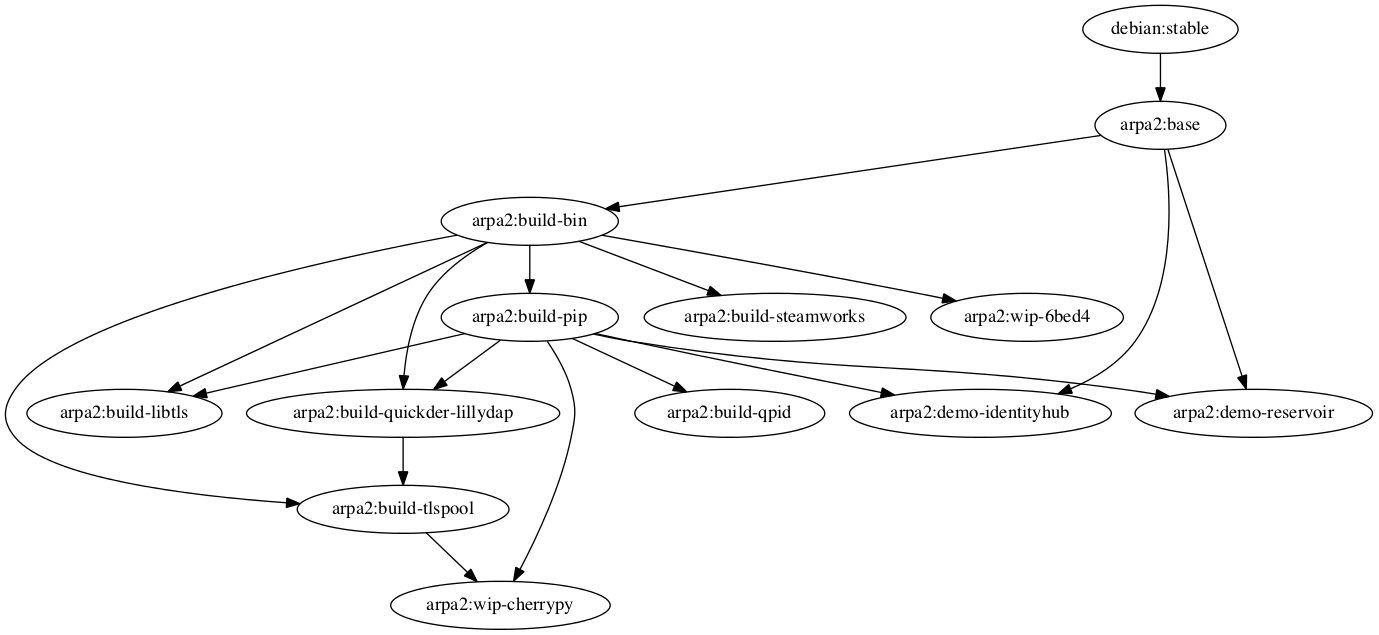 debian:stable
arpa2:base
arpa2:build-bin
arpa2:build-pip
arpa2:build-steamworks
arpa2:wip-6bed4
arpa2:build-libtls
arpa2:build-quickder-lillydap
arpa2:build-qpid
arpa2:demo-identityhub
arpa2:demo-reservoir
arpa2:build-tlspool
arpa2:wip-cherrypy